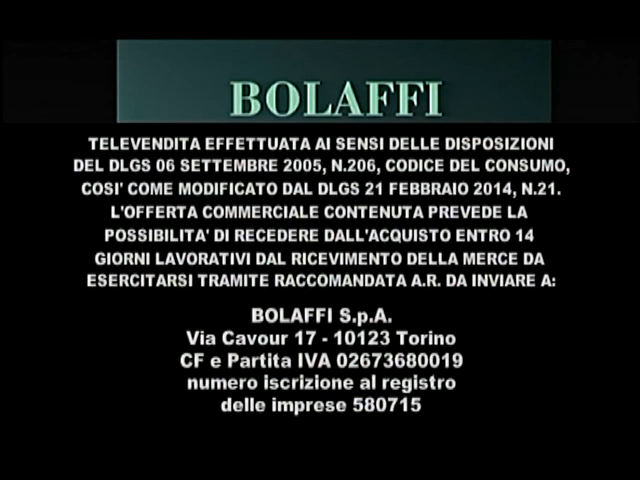 BOLAFFI
TELEVENDITA EFFETTUATA AI SENSI DELLE DISPOSIZIONI
DEL DLGS 06 SETTEMBRE 2005, N.206, CODICE DEL CONSUMO,
COSI' COME MODIFICATO DAL DLGS 21 FEBBRAIO 2014, N.21.
L'OFFERTA COMMERCIALE CONTENUTA PREVEDE LA
POSSIBILITA' DI RECEDERE DALL'ACQUISTO ENTRO 14
GIORNI LAVORATIVI DAL RICEVIMENTO DELLA MERCE DA
ESERCITARSI TRAMITE RACCOMANDATA A.R. DA INVIARE A:
BOLAFFI S.p.A.
Via Cavour 17 - 10123 Torino
CF e Partita IVA 02673680019
numero iscrizione al registro
delle imprese 580715